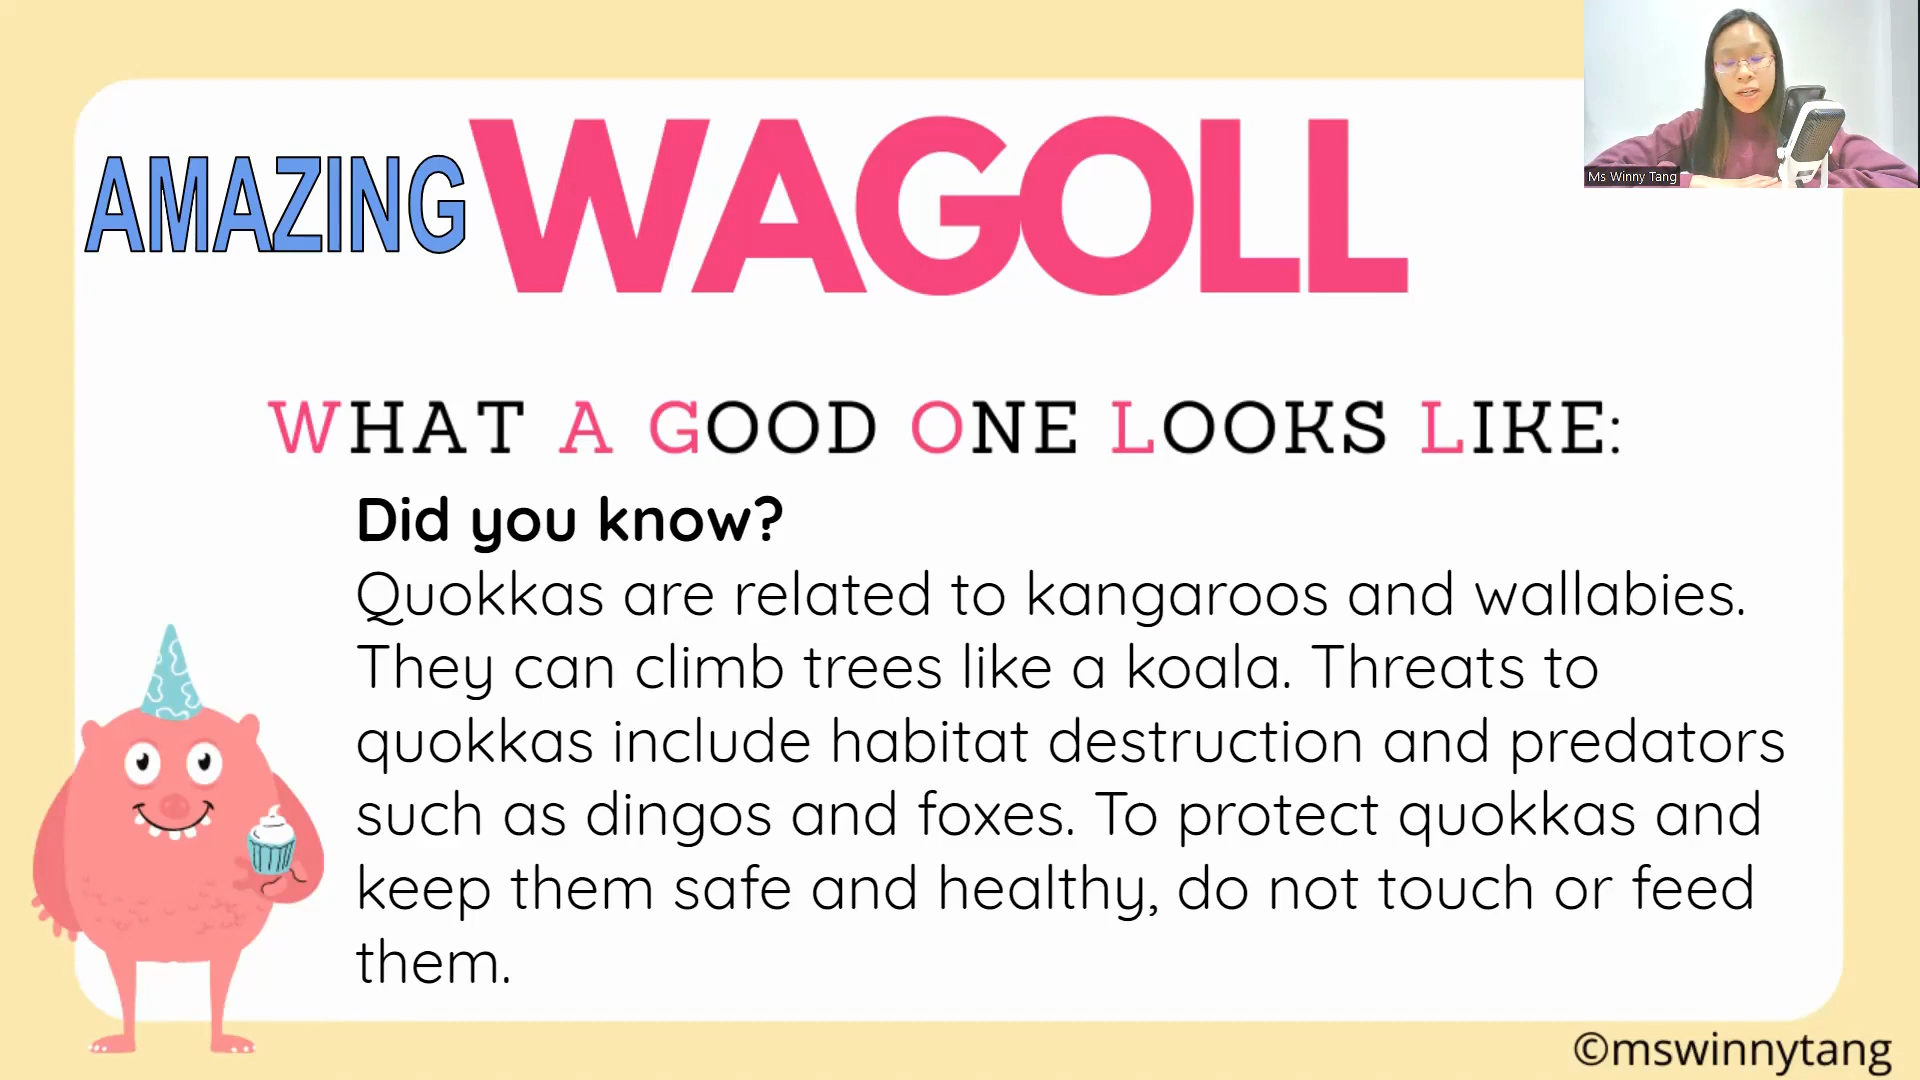 AMAZING WAGOLL
Ms Winny Tang
WHAT A GOOD ONE LOOKS LIKE:
Did you know?
Quokkas are related to kangaroos and wallabies.
They can climb trees like a koala. Threats to
quokkas include habitat destruction and predators
such as dingos and foxes. To protect quokkas and
keep them safe and healthy, do not touch or feed
them.
©mswinnytang